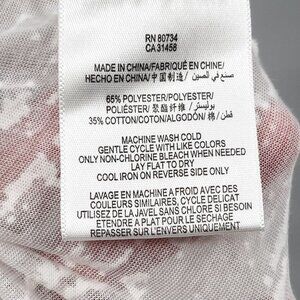 RN 80734
CA 31458
MADE IN CHINA/FABRIQUÉ EN CHINE/
HECHO EN CHINA/中国制造/ صنع في الصين
65% POLYESTER/POLYESTER/
POLIÉSTER/聚酯纤维/ بوليستر
35% COTTON/COTON/ALGODÓN/棉/ قطن
MACHINE WASH COLD
GENTLE CYCLE WITH LIKE COLORS
ONLY NON-CHLORINE BLEACH WHEN NEEDED
LAY FLAT TO DRY
COOL IRON ON REVERSE SIDE ONLY
LAVAGE EN MACHINE A FROID AVEC DES
COULEURS SIMILAIRES, CYCLE DELICAT
UTILISEZ DE LA JAVEL SANS CHLORE SI BESOIN
ETENDRE A PLAT POUR LE SECHAGE
REPASSER SUR L'ENVERS UNIQUEMENT